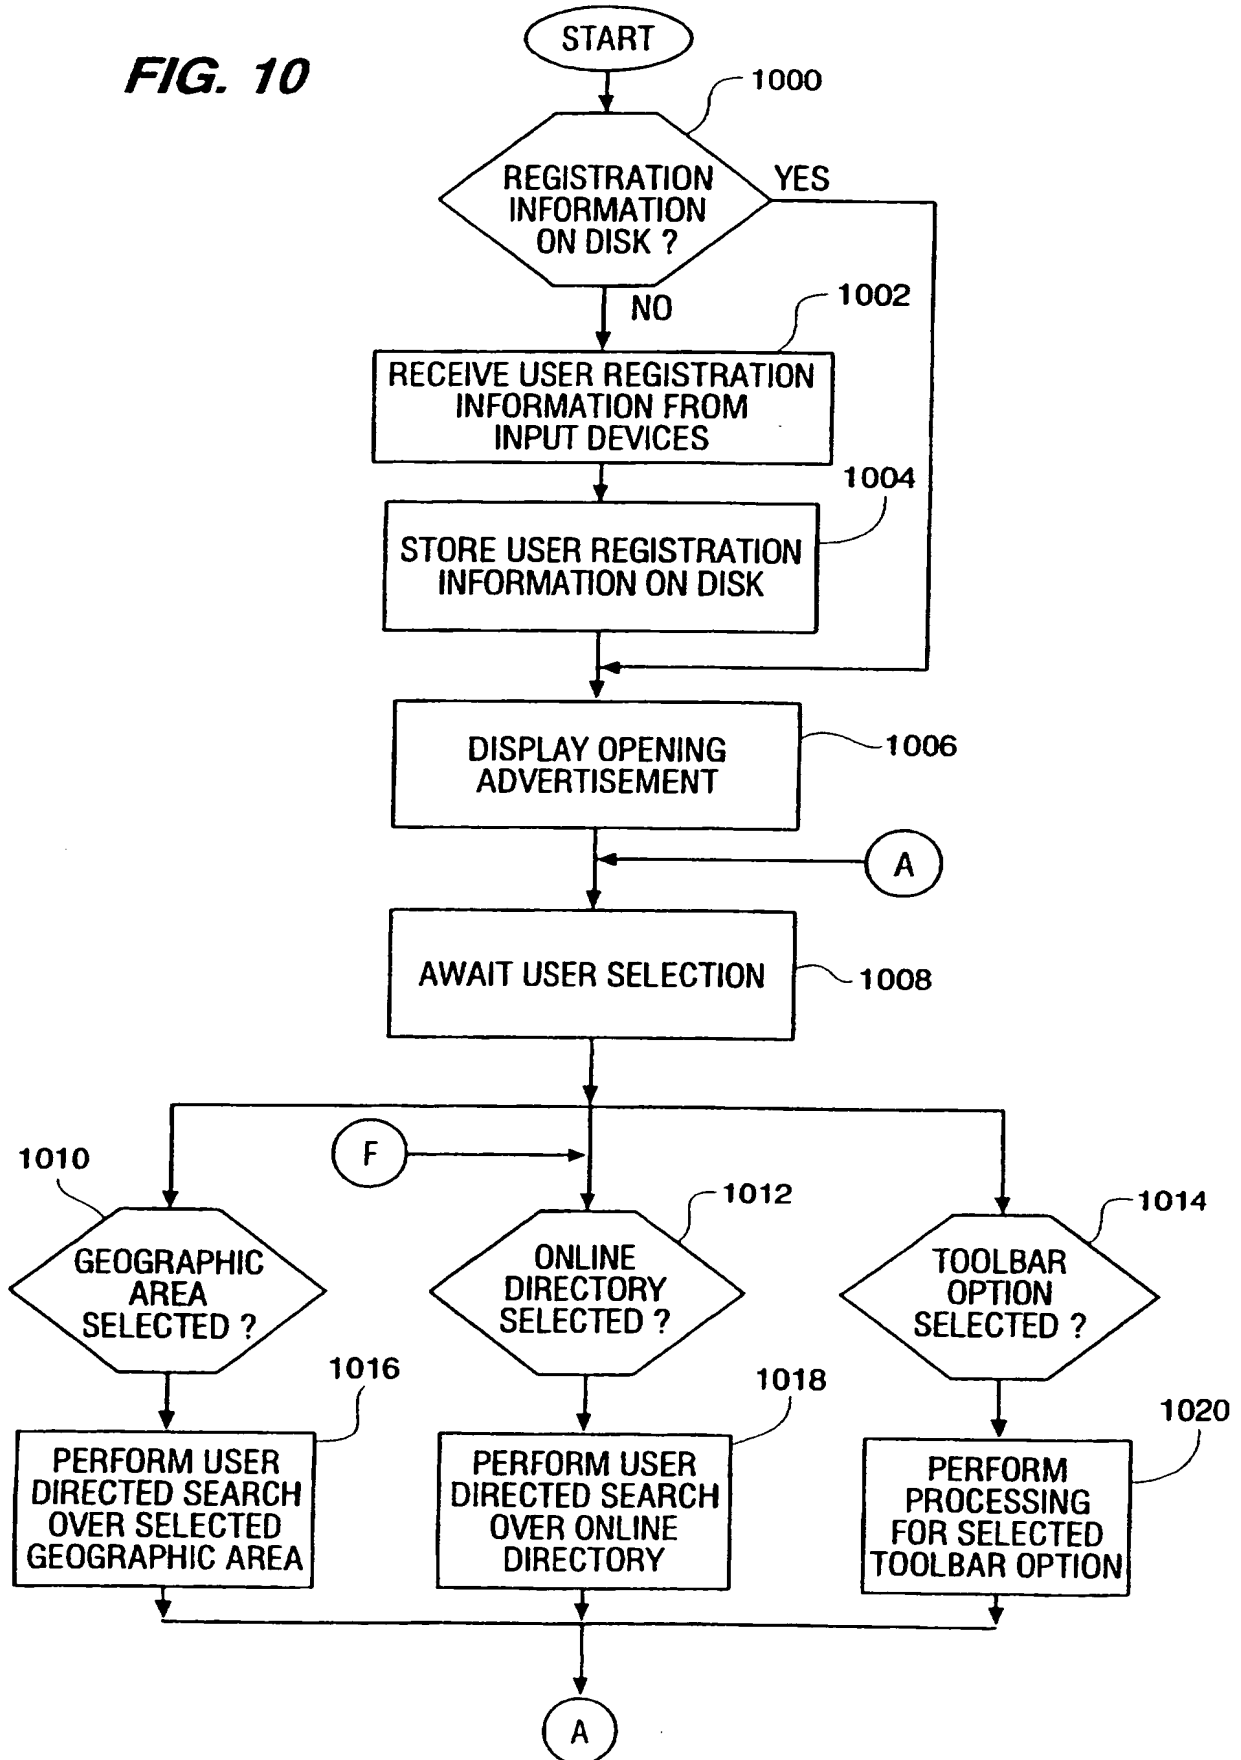 START
FIG. 10
1000
REGISTRATION
INFORMATION
ON DISK ?
YES
NO
1002
RECEIVE USER REGISTRATION
INFORMATION FROM
INPUT DEVICES
1004
STORE USER REGISTRATION
INFORMATION ON DISK
DISPLAY OPENING
ADVERTISEMENT
1006
A
AWAIT USER SELECTION
1008
F
1010
GEOGRAPHIC
AREA
SELECTED ?
1012
ONLINE
DIRECTORY
SELECTED ?
1014
TOOLBAR
OPTION
SELECTED ?
1016
PERFORM USER
DIRECTED SEARCH
OVER SELECTED
GEOGRAPHIC AREA
1018
PERFORM USER
DIRECTED SEARCH
OVER ONLINE
DIRECTORY
1020
PERFORM
PROCESSING
FOR SELECTED
TOOLBAR OPTION
A